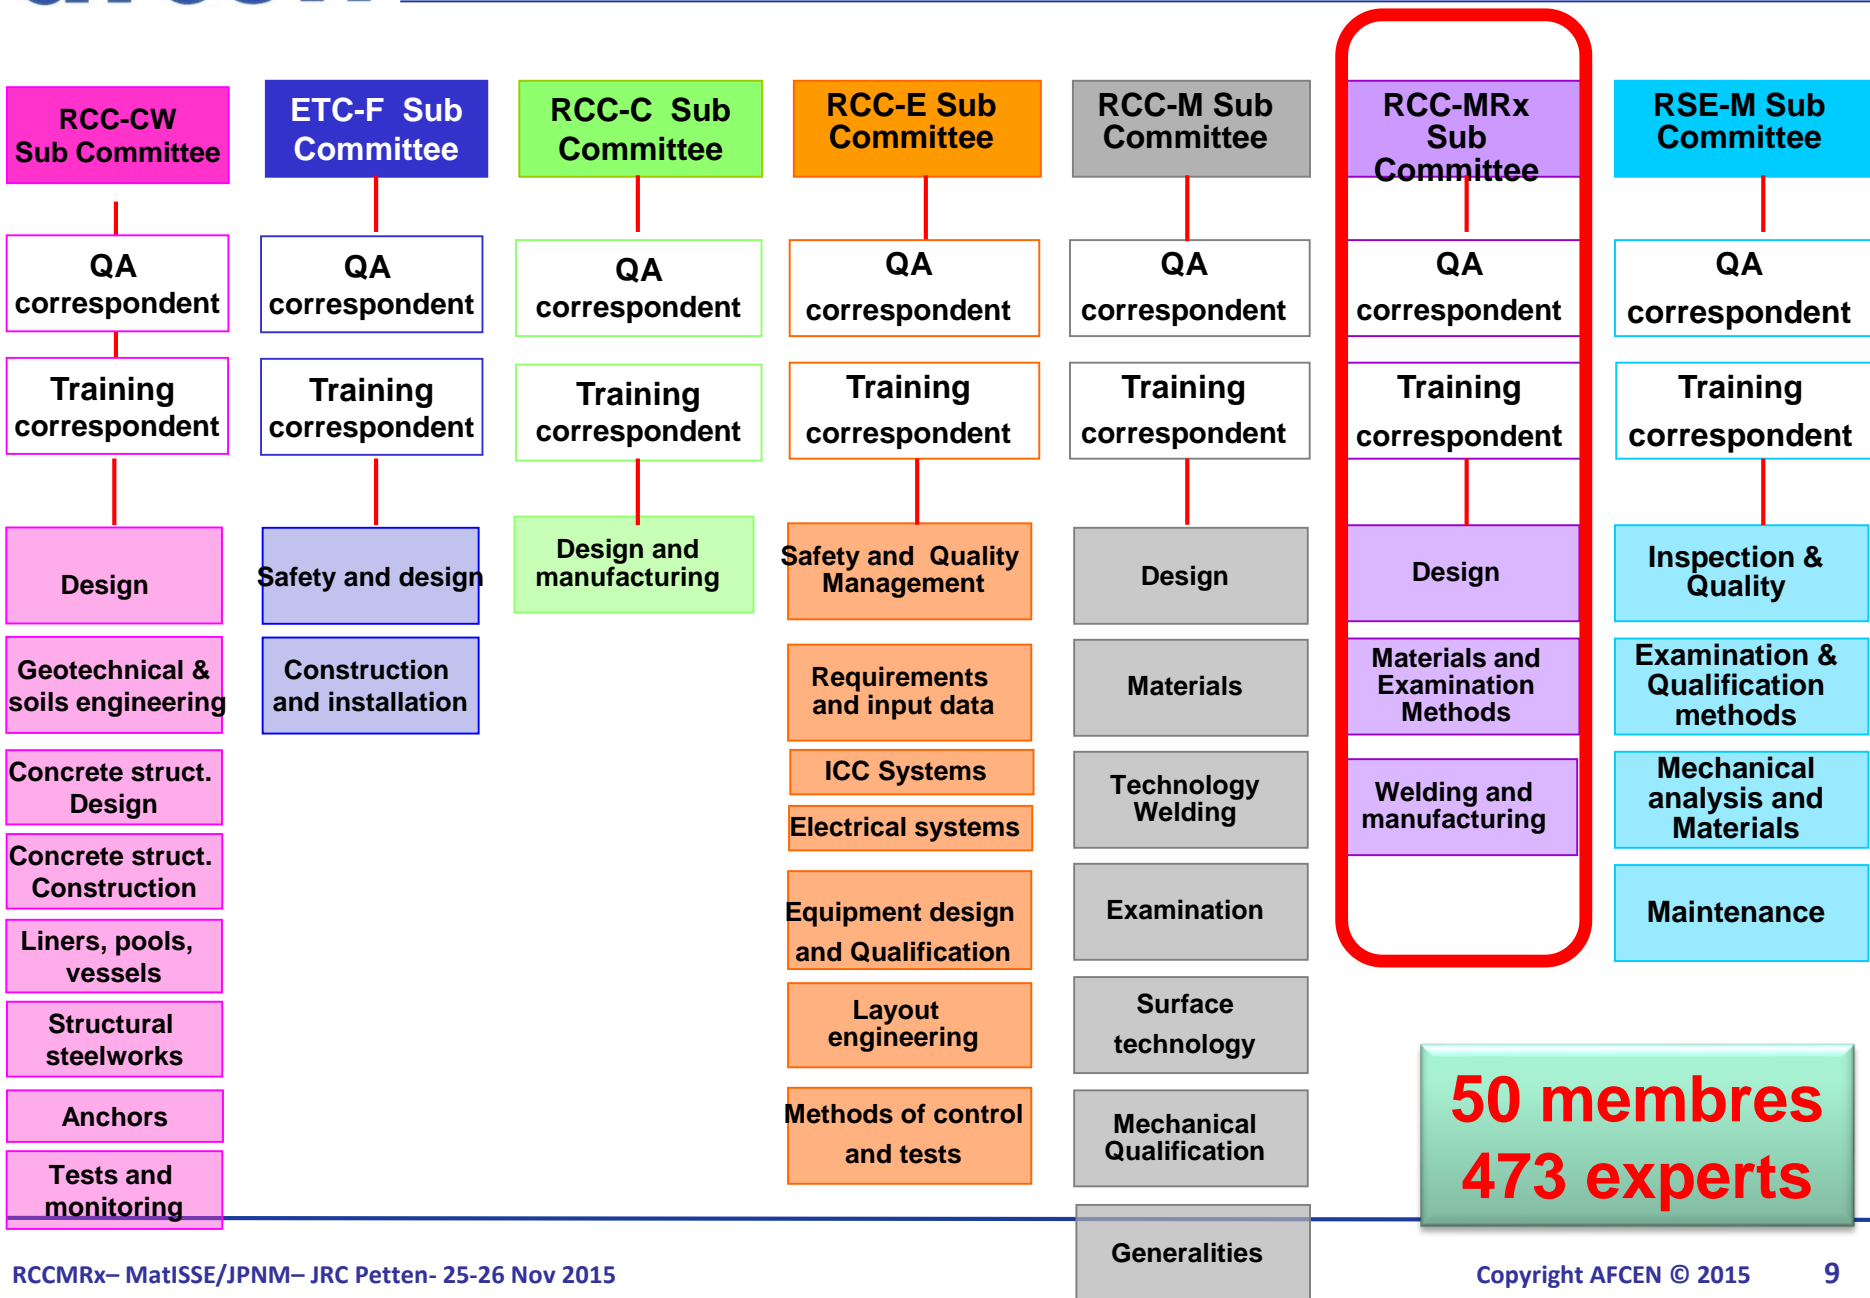 RCC-CW
Sub Committee
QA
correspondent
Training
correspondent
Design
Geotechnical &
soils engineering
Concrete struct.
Design
Concrete struct.
Construction
Liners, pools,
vessels
Structural
steelworks
Anchors
Tests and
monitoring
ETC-F Sub
Committee
QA
correspondent
Training
correspondent
Safety and design
Construction
and installation
RCC-C Sub
Committee
QA
correspondent
Training
correspondent
Design and
manufacturing
RCC-E Sub
Committee
QA
correspondent
Training
correspondent
Safety and Quality
Management
Requirements
and input data
ICC Systems
Electrical systems
Equipment design
and Qualification
Layout
engineering
Methods of control
and tests
RCC-M Sub
Committee
QA
correspondent
Training
correspondent
Design
Materials
Technology
Welding
Examination
Surface
technology
Mechanical
Qualification
Generalities
RCC-MRx
Sub
Committee
QA
correspondent
Training
correspondent
Design
Materials and
Examination
Methods
Welding and
manufacturing
RSE-M Sub
Committee
QA
correspondent
Training
correspondent
Inspection &
Quality
Examination &
Qualification
methods
Mechanical
analysis and
Materials
Maintenance
50 membres
473 experts
RCCMRx– MatISSE/JPNM– JRC Petten- 25-26 Nov 2015
Copyright AFCEN © 2015
9